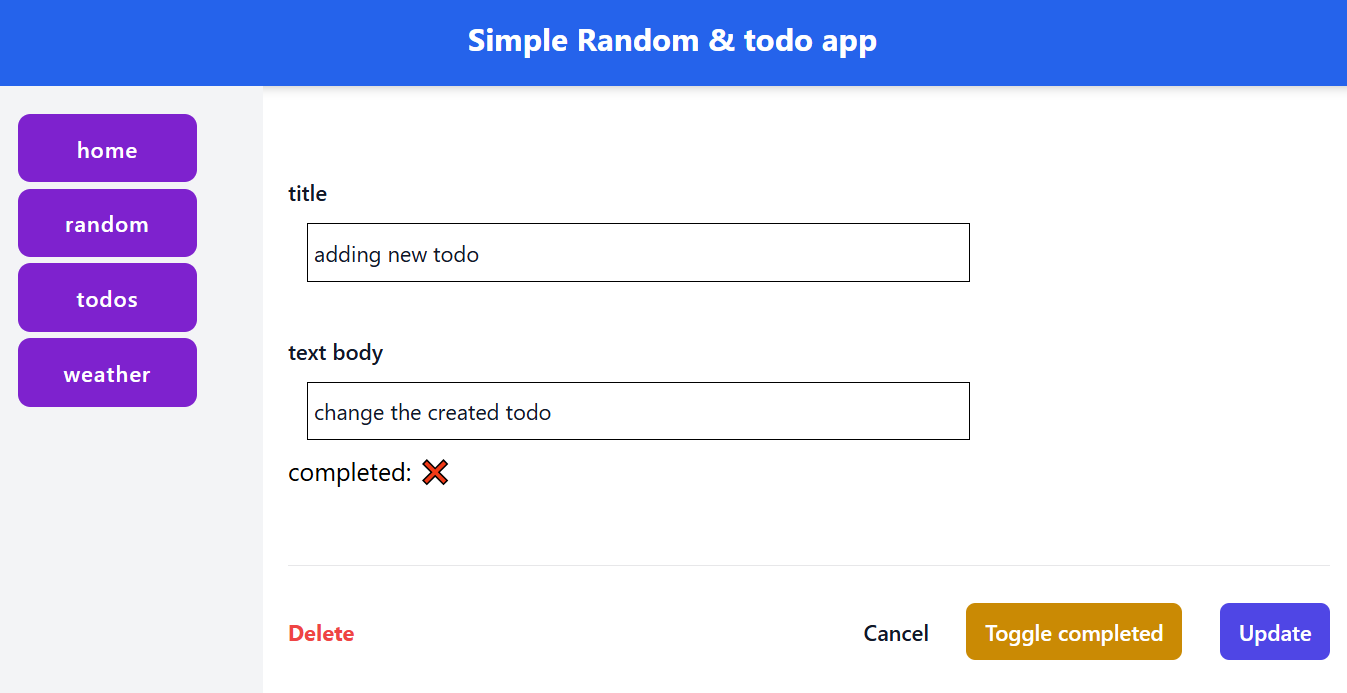 Simple Random & todo app
home
random
todos
weather
title
adding new todo
text body
change the created todo
completed: ❌
Delete
Cancel
Toggle completed
Update